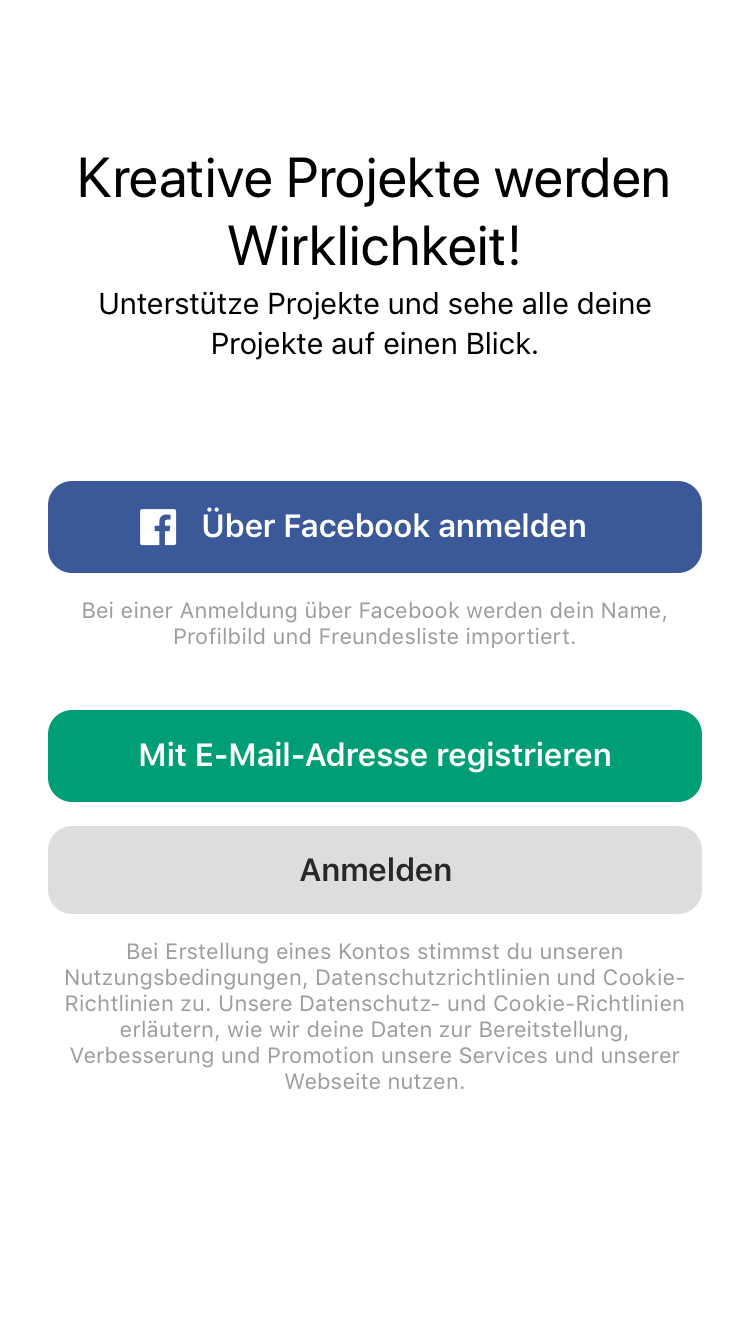 Kreative Projekte werden
Wirklichkeit!
Unterstütze Projekte und sehe alle deine
Projekte auf einen Blick.
Über Facebook anmelden
Bei einer Anmeldung über Facebook werden dein Name,
Profilbild und Freundesliste importiert.
Mit E-Mail-Adresse registrieren
Anmelden
Bei Erstellung eines Kontos stimmst du unseren
Nutzungsbedingungen, Datenschutzrichtlinien und Cookie-
Richtlinien zu. Unsere Datenschutz- und Cookie-Richtlinien
erläutern, wie wir deine Daten zur Bereitstellung,
Verbesserung und Promotion unsere Services und unserer
Webseite nutzen.